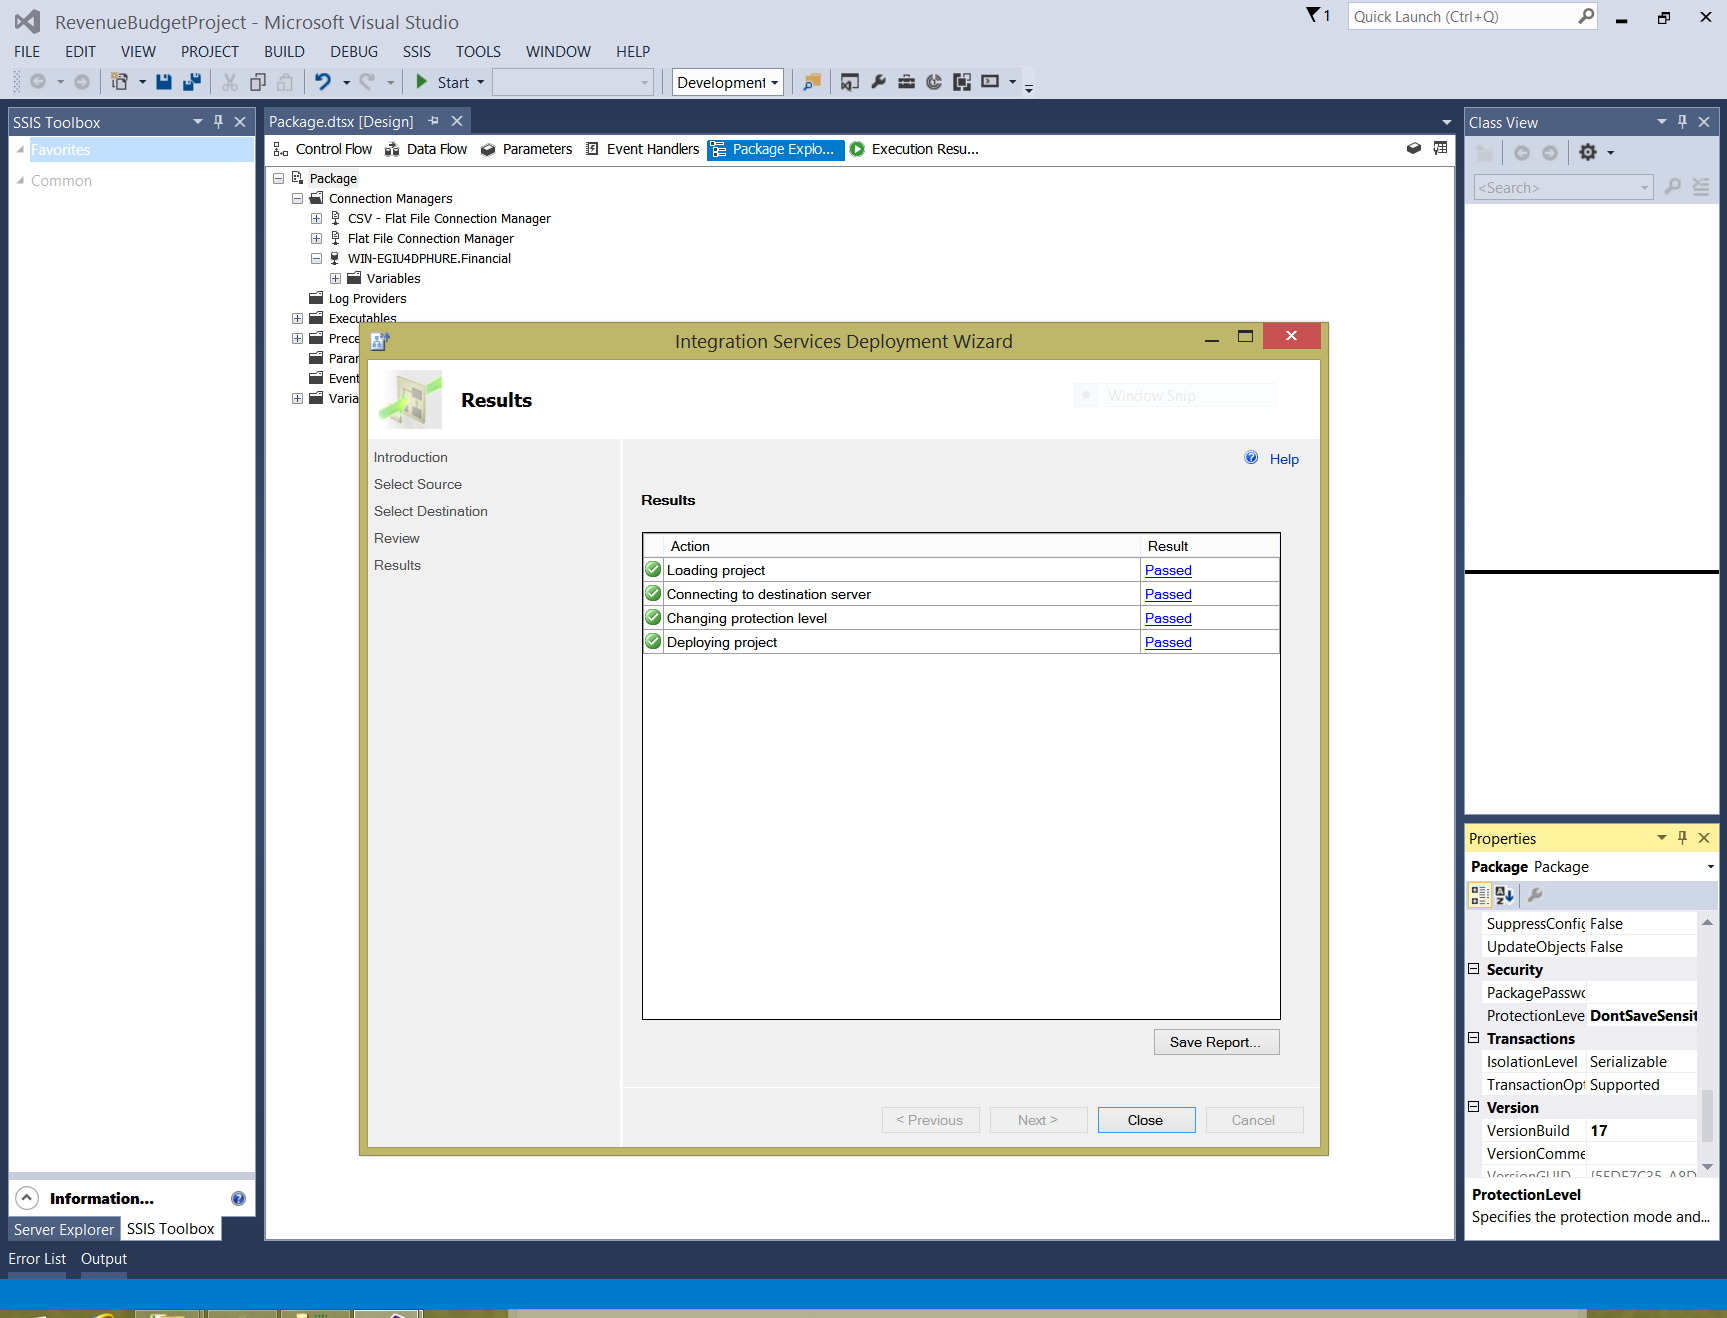 RevenueBudgetProject - Microsoft Visual Studio
1
Quick Launch (Ctrl+Q)
FILE EDIT VIEW PROJECT BUILD DEBUG SSIS TOOLS WINDOW HELP
Start
Development
SSIS Toolbox
Favorites
Common
Package.dtsx [Design]
Control Flow Data Flow Parameters Event Handlers Package Explo... Execution Resu...
Package
Connection Managers
CSV - Flat File Connection Manager
Flat File Connection Manager
WIN-EGIU4DPHURE.Financial
Variables
Log Providers
Executables
Prece
Parar
Event
Varia
Integration Services Deployment Wizard
Results
Window Snip
Introduction
Select Source
Select Destination
Review
Results
Help
Results
Action Result
Loading project Passed
Connecting to destination server Passed
Changing protection level Passed
Deploying project Passed
Save Report...
< Previous Next > Close Cancel
Class View
<Search>
Properties
Package Package
SuppressConfig False
UpdateObjects False
Security
PackagePasswo
ProtectionLeve DontSaveSensit
Transactions
IsolationLevel Serializable
TransactionOpt Supported
Version
VersionBuild 17
VersionComme
ProtectionLevel
Specifies the protection mode and...
Information...
Server Explorer SSIS Toolbox
Error List Output